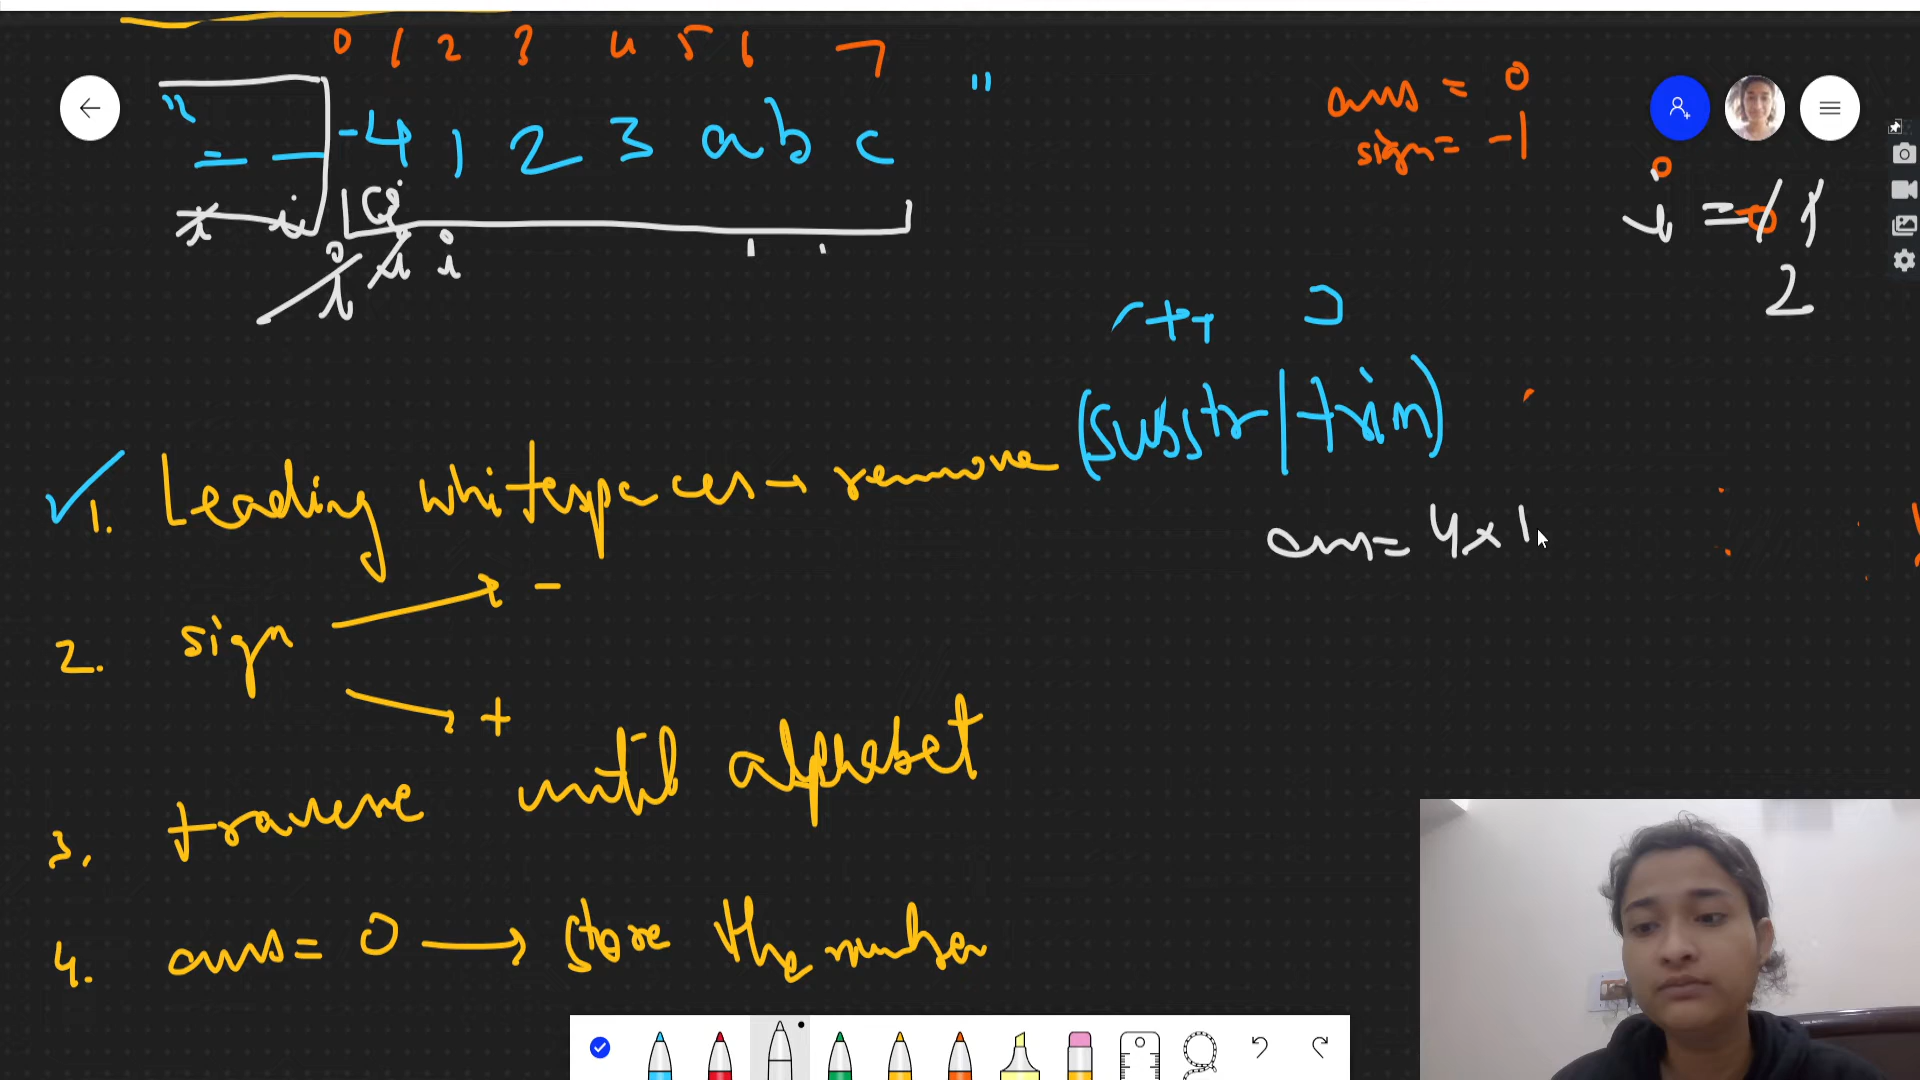 0 1 2 3 4 5 6 7
" = — -4 1 2 3 a b c "
ans = 0
sign = -1
i i i i
i = 0 1 1
2
(substr/trim)
1. Leading whitespaces → remove
ans = 4 x 1
2. sign → -
→ +
3. traverse until alphabet
4. ans = 0 → store the number